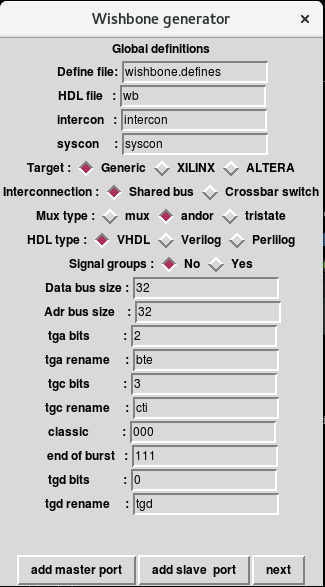 Wishbone generator ×
Global definitions
Define file: wishbone.defines
HDL file : wb
intercon : intercon
syscon : syscon
Target : Generic XILINX ALTERA
Interconnection : Shared bus Crossbar switch
Mux type : mux andor tristate
HDL type : VHDL Verilog Perlilog
Signal groups : No Yes
Data bus size : 32
Adr bus size : 32
tga bits : 2
tga rename : bte
tgc bits : 3
tgc rename : cti
classic : 000
end of burst : 111
tgd bits : 0
tgd rename : tgd
add master port add slave port next